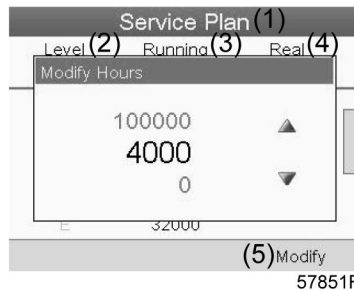 Service Plan (1)
Level (2) Running (3) Real (4)
Modify Hours
100000
4000
0
E 32000
(5) Modify
57851F